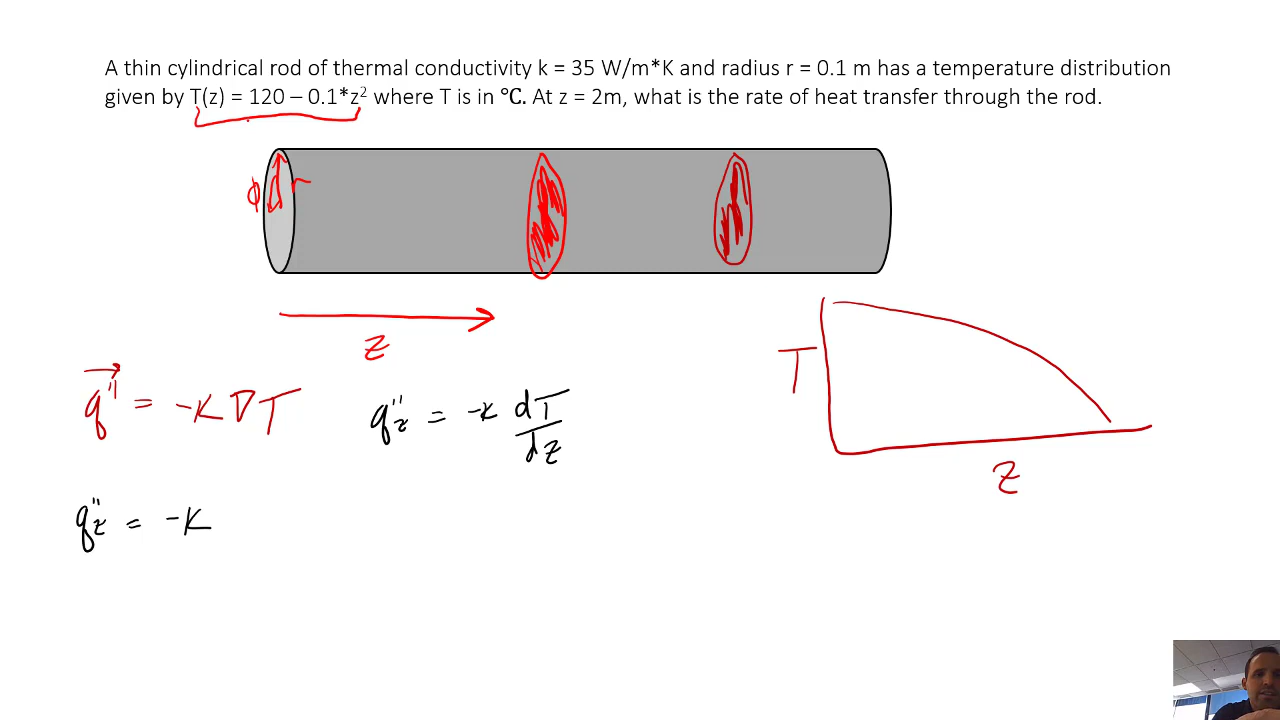 A thin cylindrical rod of thermal conductivity k = 35 W/m*K and radius r = 0.1 m has a temperature distribution
given by T(z) = 120 – 0.1*z² where T is in °C. At z = 2m, what is the rate of heat transfer through the rod.
ϕ d r
z
T
z
q⃗" = -K ∇T
q"z = -k dT/dz
q"z = -K